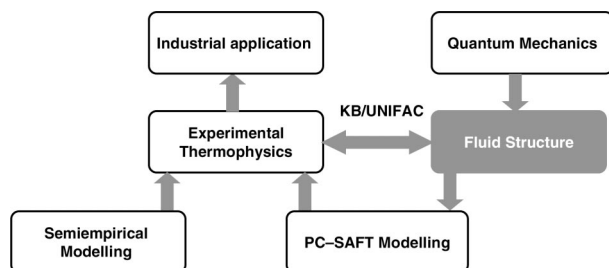 Industrial application
Quantum Mechanics
KB/UNIFAC
Experimental
Thermophysics
Fluid Structure
Semiempirical
Modelling
PC–SAFT Modelling